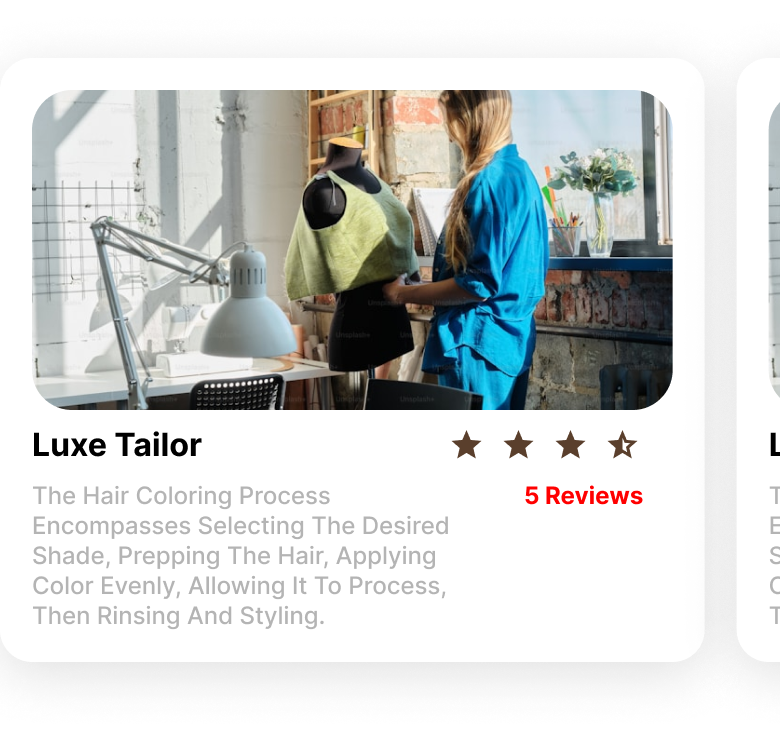 Luxe Tailor
The Hair Coloring Process
5 Reviews
Encompasses Selecting The Desired
Shade, Prepping The Hair, Applying
Color Evenly, Allowing It To Process,
Then Rinsing And Styling.